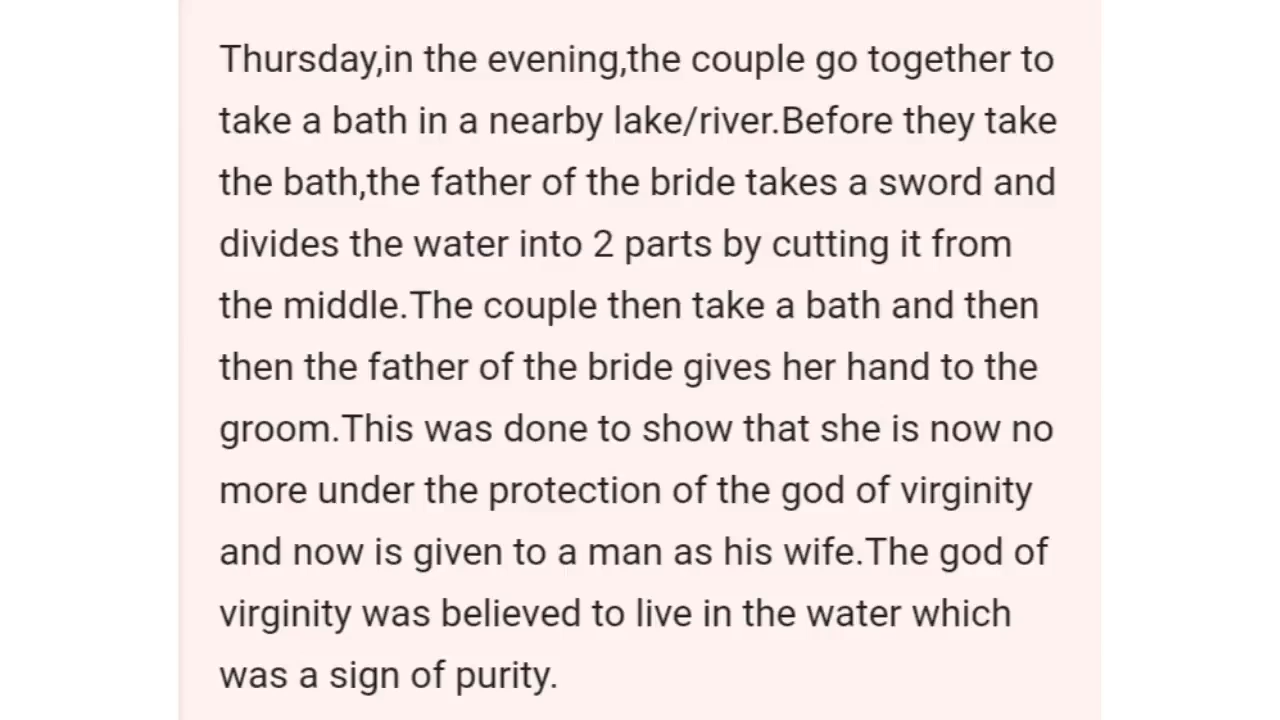 Thursday,in the evening,the couple go together to
take a bath in a nearby lake/river.Before they take
the bath,the father of the bride takes a sword and
divides the water into 2 parts by cutting it from
the middle.The couple then take a bath and then
then the father of the bride gives her hand to the
groom.This was done to show that she is now no
more under the protection of the god of virginity
and now is given to a man as his wife.The god of
virginity was believed to live in the water which
was a sign of purity.